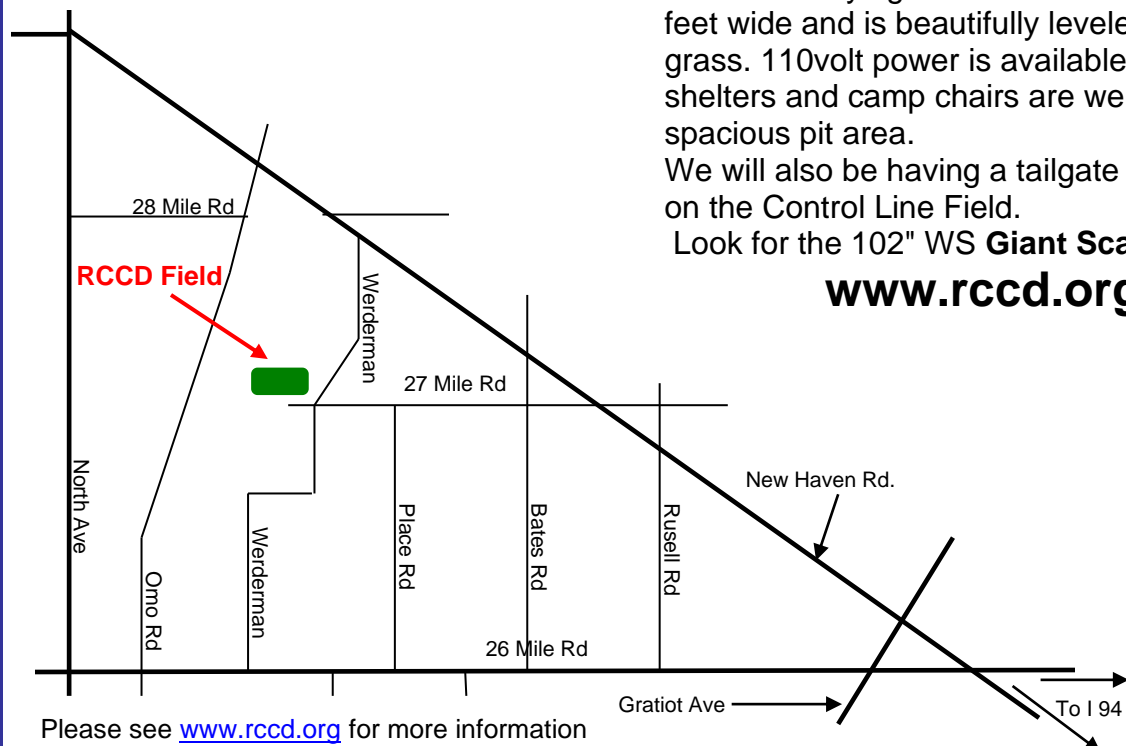 feet wide and is beautifully levele
grass. 110volt power is available
shelters and camp chairs are we
spacious pit area.
We will also be having a tailgate
on the Control Line Field.
Look for the 102" WS Giant Sca
www.rccd.org
28 Mile Rd
RCCD Field
Werderman
27 Mile Rd
North Ave
New Haven Rd.
Omo Rd
Werderman
Place Rd
Bates Rd
Rusell Rd
26 Mile Rd
Gratiot Ave
To I 94
Please see www.rccd.org for more information